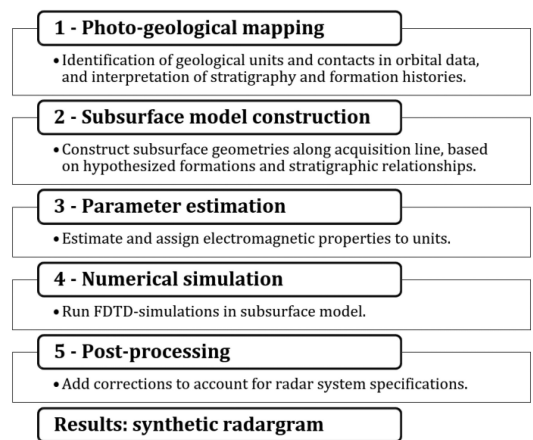 1 - Photo-geological mapping
• Identification of geological units and contacts in orbital data,
and interpretation of stratigraphy and formation histories.
2 - Subsurface model construction
• Construct subsurface geometries along acquisition line, based
on hypothesized formations and stratigraphic relationships.
3 - Parameter estimation
• Estimate and assign electromagnetic properties to units.
4 - Numerical simulation
• Run FDTD-simulations in subsurface model.
5 - Post-processing
• Add corrections to account for radar system specifications.
Results: synthetic radargram